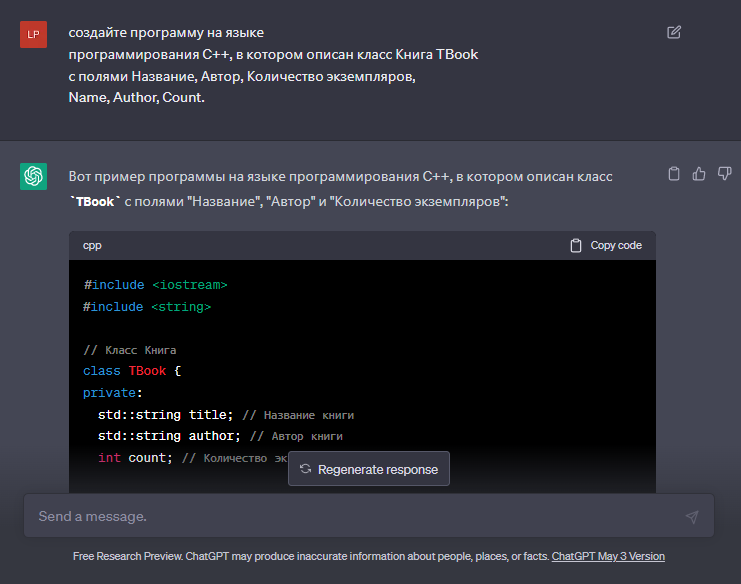 LP
создайте программу на языке
программирования C++, в котором описан класс Книга TBook
с полями Название, Автор, Количество экземпляров,
Name, Author, Count.
Вот пример программы на языке программирования C++, в котором описан класс
`TBook` с полями "Название", "Автор" и "Количество экземпляров":
cpp
Copy code
#include <iostream>
#include <string>
// Класс Книга
class TBook {
private:
std::string title; // Название книги
std::string author; // Автор книги
int count; // Количество эк
Regenerate response
Send a message.
Free Research Preview. ChatGPT may produce inaccurate information about people, places, or facts. ChatGPT May 3 Version